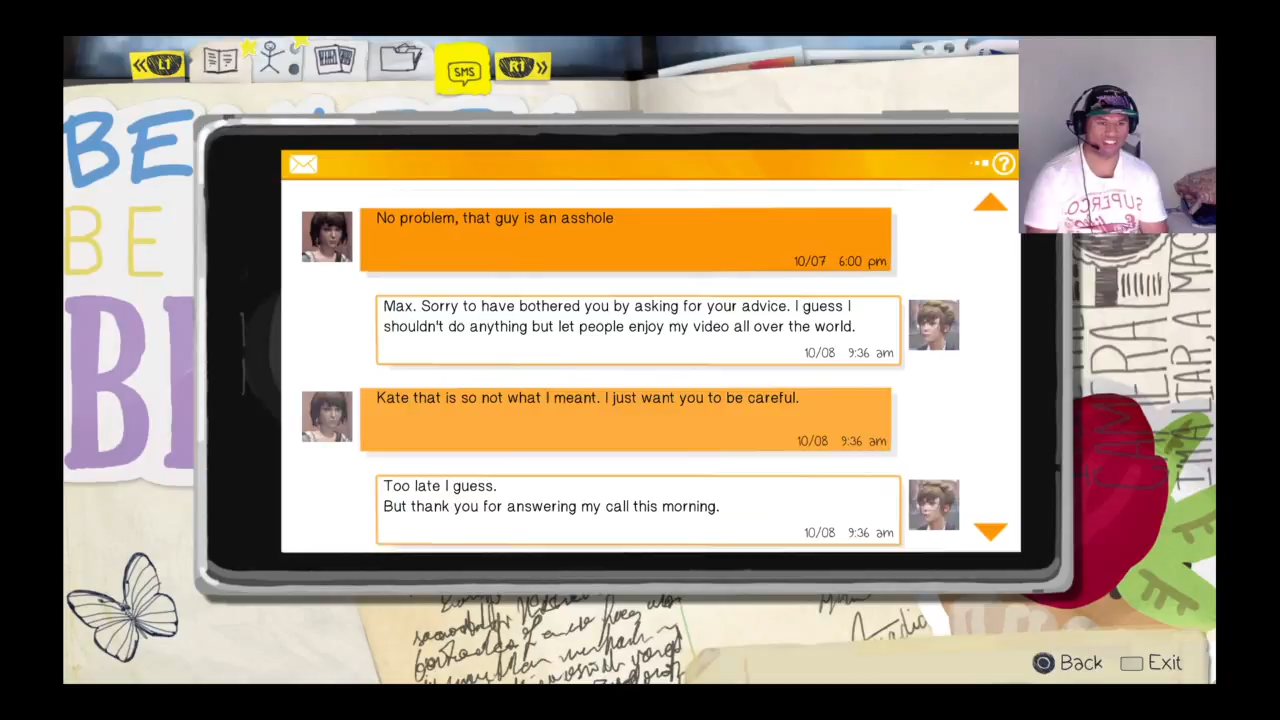 L1
SMS
R1
BE
BE
No problem, that guy is an asshole
10/07 6:00 pm
Max. Sorry to have bothered you by asking for your advice. I guess I
shouldn't do anything but let people enjoy my video all over the world.
10/08 9:36 am
Kate that is so not what I meant. I just want you to be careful.
10/08 9:36 am
Too late I guess.
But thank you for answering my call this morning.
10/08 9:36 am
Back
Exit